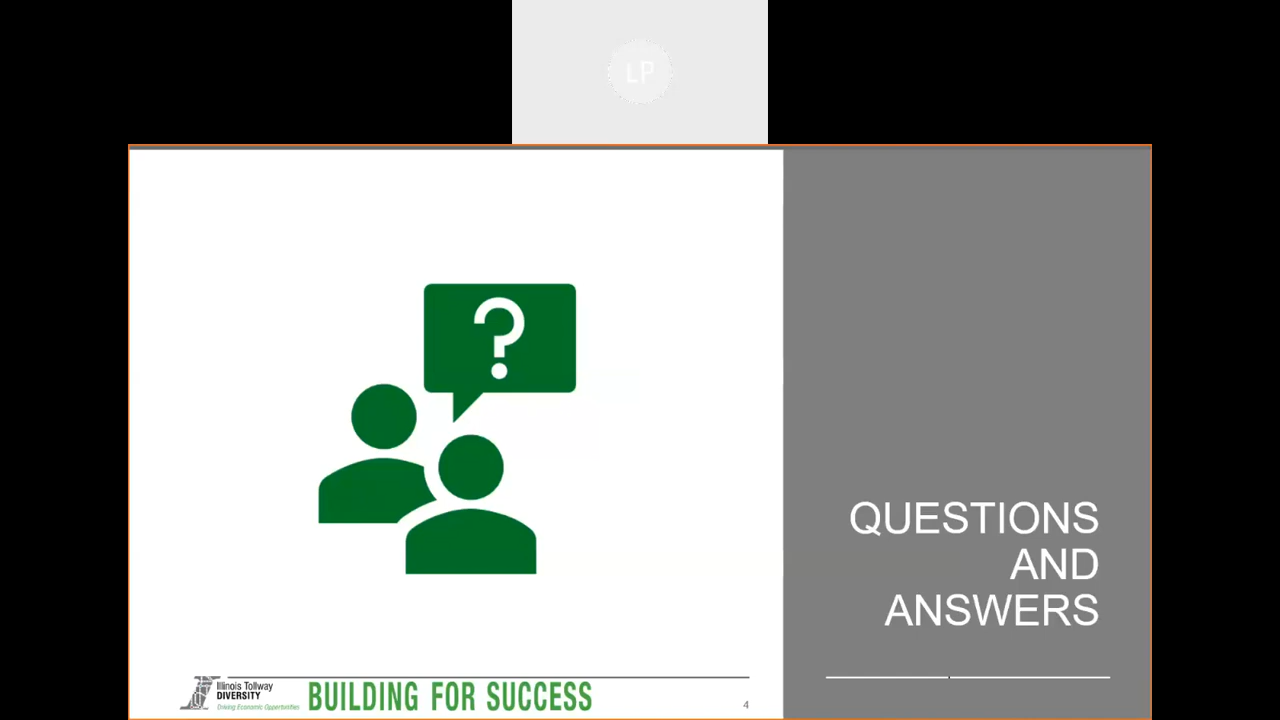 LP
?
QUESTIONS
AND
ANSWERS
Illinois Tollway
DIVERSITY
Driving Economic Opportunities
BUILDING FOR SUCCESS
4